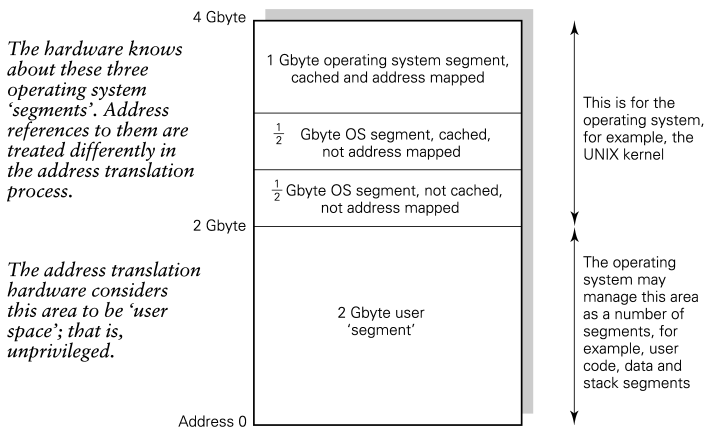 4 Gbyte
The hardware knows
about these three
operating system
‘segments’. Address
references to them are
treated differently in
the address translation
process.
1 Gbyte operating system segment,
cached and address mapped
1/2 Gbyte OS segment, cached,
not address mapped
1/2 Gbyte OS segment, not cached,
not address mapped
This is for the
operating system,
for example, the
UNIX kernel
2 Gbyte
The address translation
hardware considers
this area to be ‘user
space’; that is,
unprivileged.
2 Gbyte user
‘segment’
The operating
system may
manage this area
as a number of
segments, for
example, user
code, data and
stack segments
Address 0